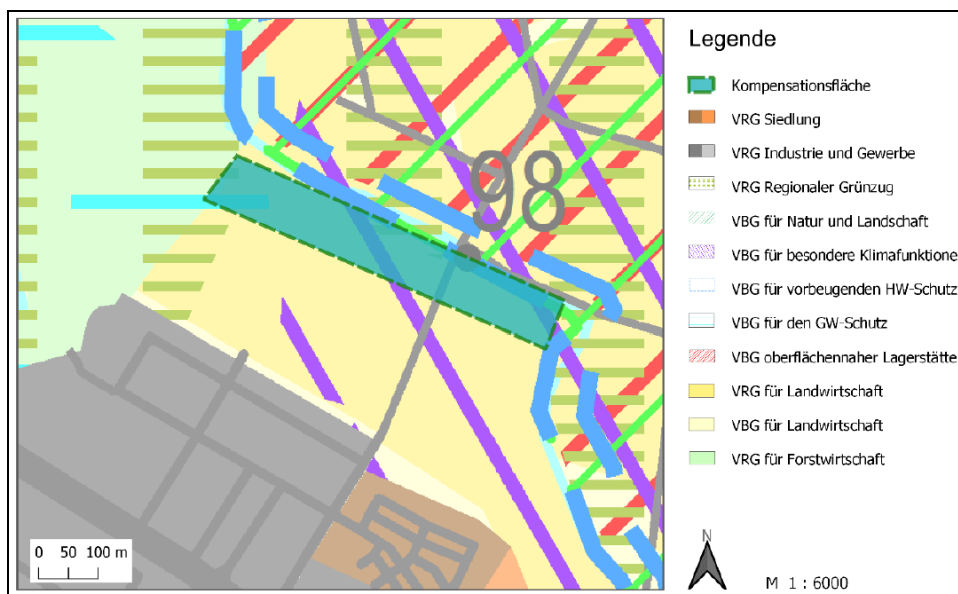 Legende
Kompensationsfläche
VRG Siedlung
VRG Industrie und Gewerbe
VRG Regionaler Grünzug
VBG für Natur und Landschaft
VBG für besondere Klimafunktione
VBG für vorbeugenden HW-Schutz
VBG für den GW-Schutz
VBG oberflächennaher Lagerstätte
VRG für Landwirtschaft
VBG für Landwirtschaft
VRG für Forstwirtschaft
98
0 50 100 m
N
M 1 : 6000